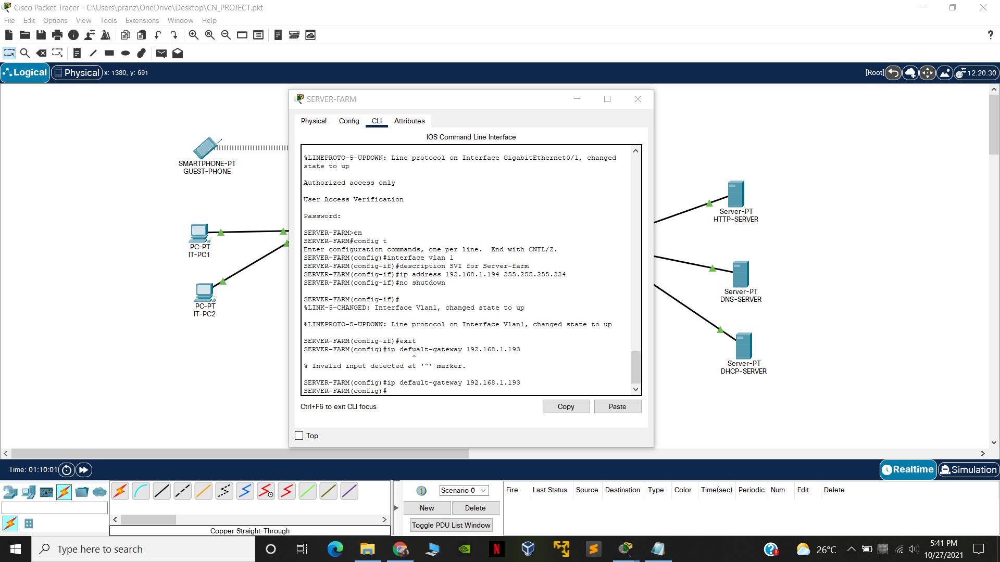 Cisco Packet Tracer - C:\Users\pranz\OneDrive\Desktop\CN_PROJECT.pkt
File Edit Options View Tools Extensions Window Help
?
Logical Physical x: 1380, y: 691 [Root] 12:20:30
SERVER-FARM
Physical Config CLI Attributes
IOS Command Line Interface
%LINEPROTO-5-UPDOWN: Line protocol on Interface GigabitEthernet0/1, changed
state to up
Authorized access only
User Access Verification
Password:
SERVER-FARM>en
SERVER-FARM#config t
Enter configuration commands, one per line.  End with CNTL/Z.
SERVER-FARM(config)#interface vlan 1
SERVER-FARM(config-if)#description SVI for Server-farm
SERVER-FARM(config-if)#ip address 192.168.1.194 255.255.255.224
SERVER-FARM(config-if)#no shutdown
SERVER-FARM(config-if)#
%LINK-5-CHANGED: Interface Vlan1, changed state to up
%LINEPROTO-5-UPDOWN: Line protocol on Interface Vlan1, changed state to up
SERVER-FARM(config-if)#exit
SERVER-FARM(config)#ip defualt-gateway 192.168.1.193
^
% Invalid input detected at '^' marker.
SERVER-FARM(config)#ip default-gateway 192.168.1.193
SERVER-FARM(config)#
Ctrl+F6 to exit CLI focus
Copy
Paste
Top
SMARTPHONE-PT
GUEST-PHONE
PC-PT
IT-PC1
PC-PT
IT-PC2
Server-PT
HTTP-SERVER
Server-PT
DNS-SERVER
Server-PT
DHCP-SERVER
Time: 01:10:01
Realtime Simulation
Scenario 0
New Delete
Toggle PDU List Window
Fire Last Status Source Destination Type Color Time(sec) Periodic Num Edit Delete
Copper Straight-Through
Type here to search
26°C
5:41 PM
10/27/2021